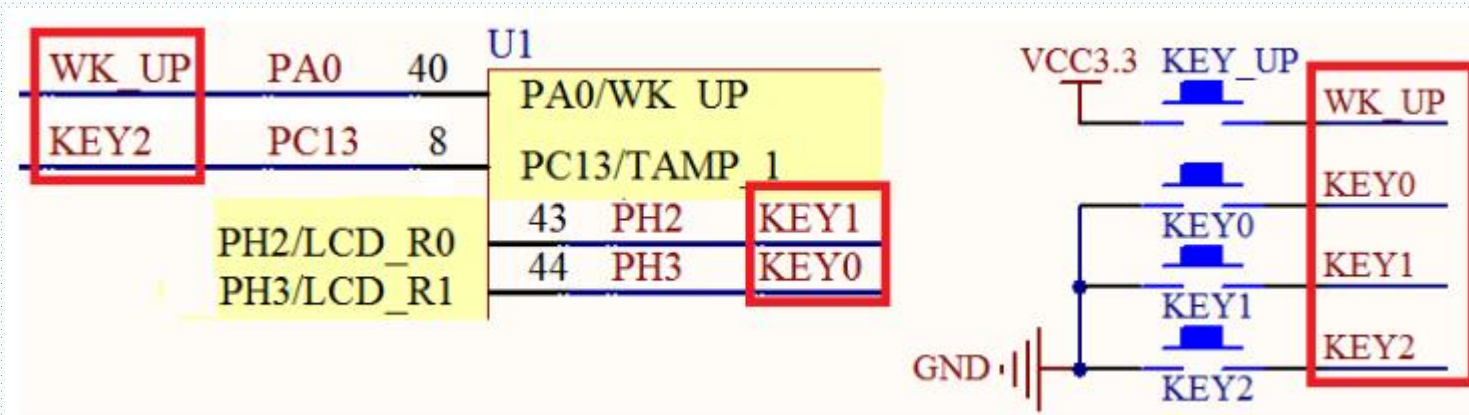 U1
WK_UP PA0 40
PA0/WK_UP
KEY2 PC13 8
PC13/TAMP_1
PH2/LCD_R0
43 PH2 KEY1
PH3/LCD_R1
44 PH3 KEY0
VCC3.3 KEY_UP
WK_UP
KEY0
KEY0
KEY1
KEY1
KEY2
GND
KEY2